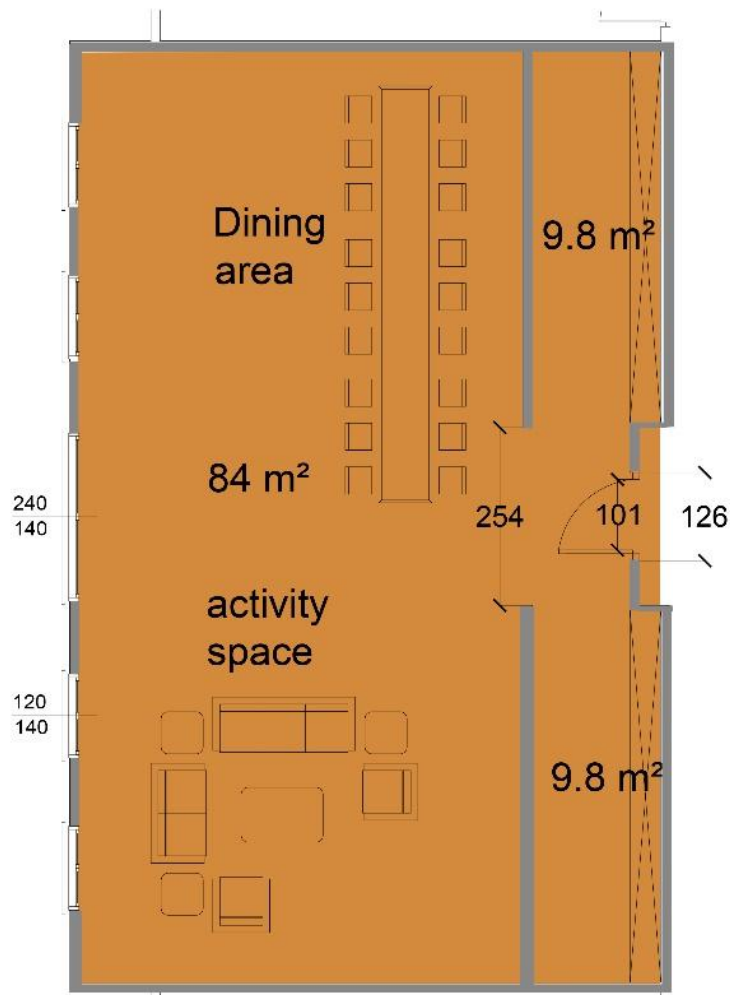 Dining
area
9.8 m²
84 m²
240
140
254
101
126
activity
space
120
140
9.8 m²